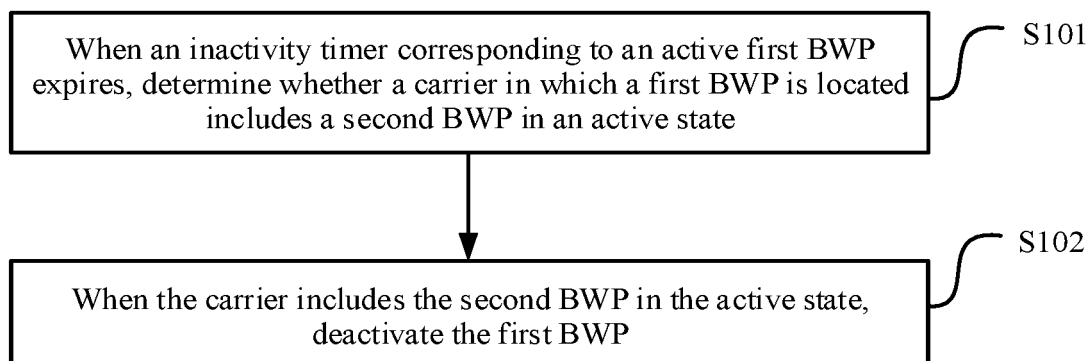 When an inactivity timer corresponding to an active first BWP
expires, determine whether a carrier in which a first BWP is located
includes a second BWP in an active state
S101
When the carrier includes the second BWP in the active state,
deactivate the first BWP
S102